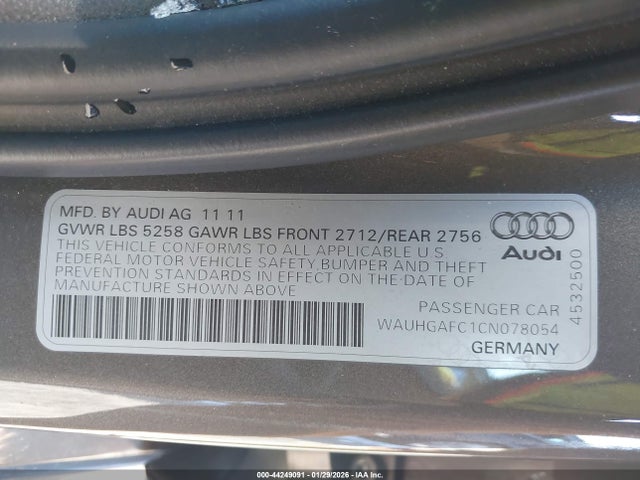 MFD. BY AUDI AG 11 11
GVWR LBS 5258 GAWR LBS FRONT 2712/REAR 2756
THIS VEHICLE CONFORMS TO ALL APPLICABLE U.S.
FEDERAL MOTOR VEHICLE SAFETY, BUMPER AND THEFT
PREVENTION STANDARDS IN EFFECT ON THE DATE OF
MANUFACTURE SHOWN ABOVE
Audi
PASSENGER CAR
WAUHGAFC1CN078054
GERMANY
4532500
000-44249091 - 01/29/2026 - IAAI.COM